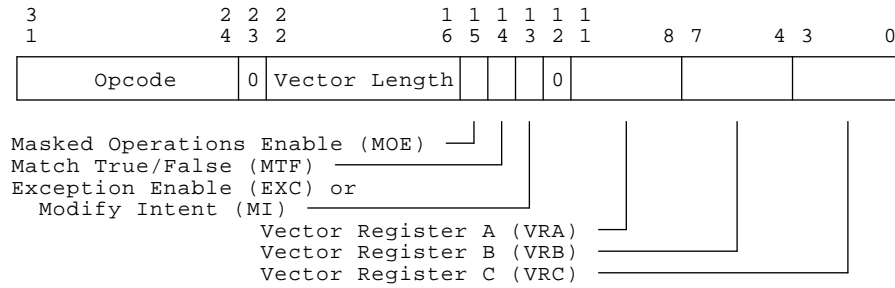 3 2 2 2 1 1 1 1 1 1
1 4 3 2 6 5 4 3 2 1 8 7 4 3 0
Opcode 0 Vector Length 0
Masked Operations Enable (MOE)
Match True/False (MTF)
Exception Enable (EXC) or
Modify Intent (MI)
Vector Register A (VRA)
Vector Register B (VRB)
Vector Register C (VRC)